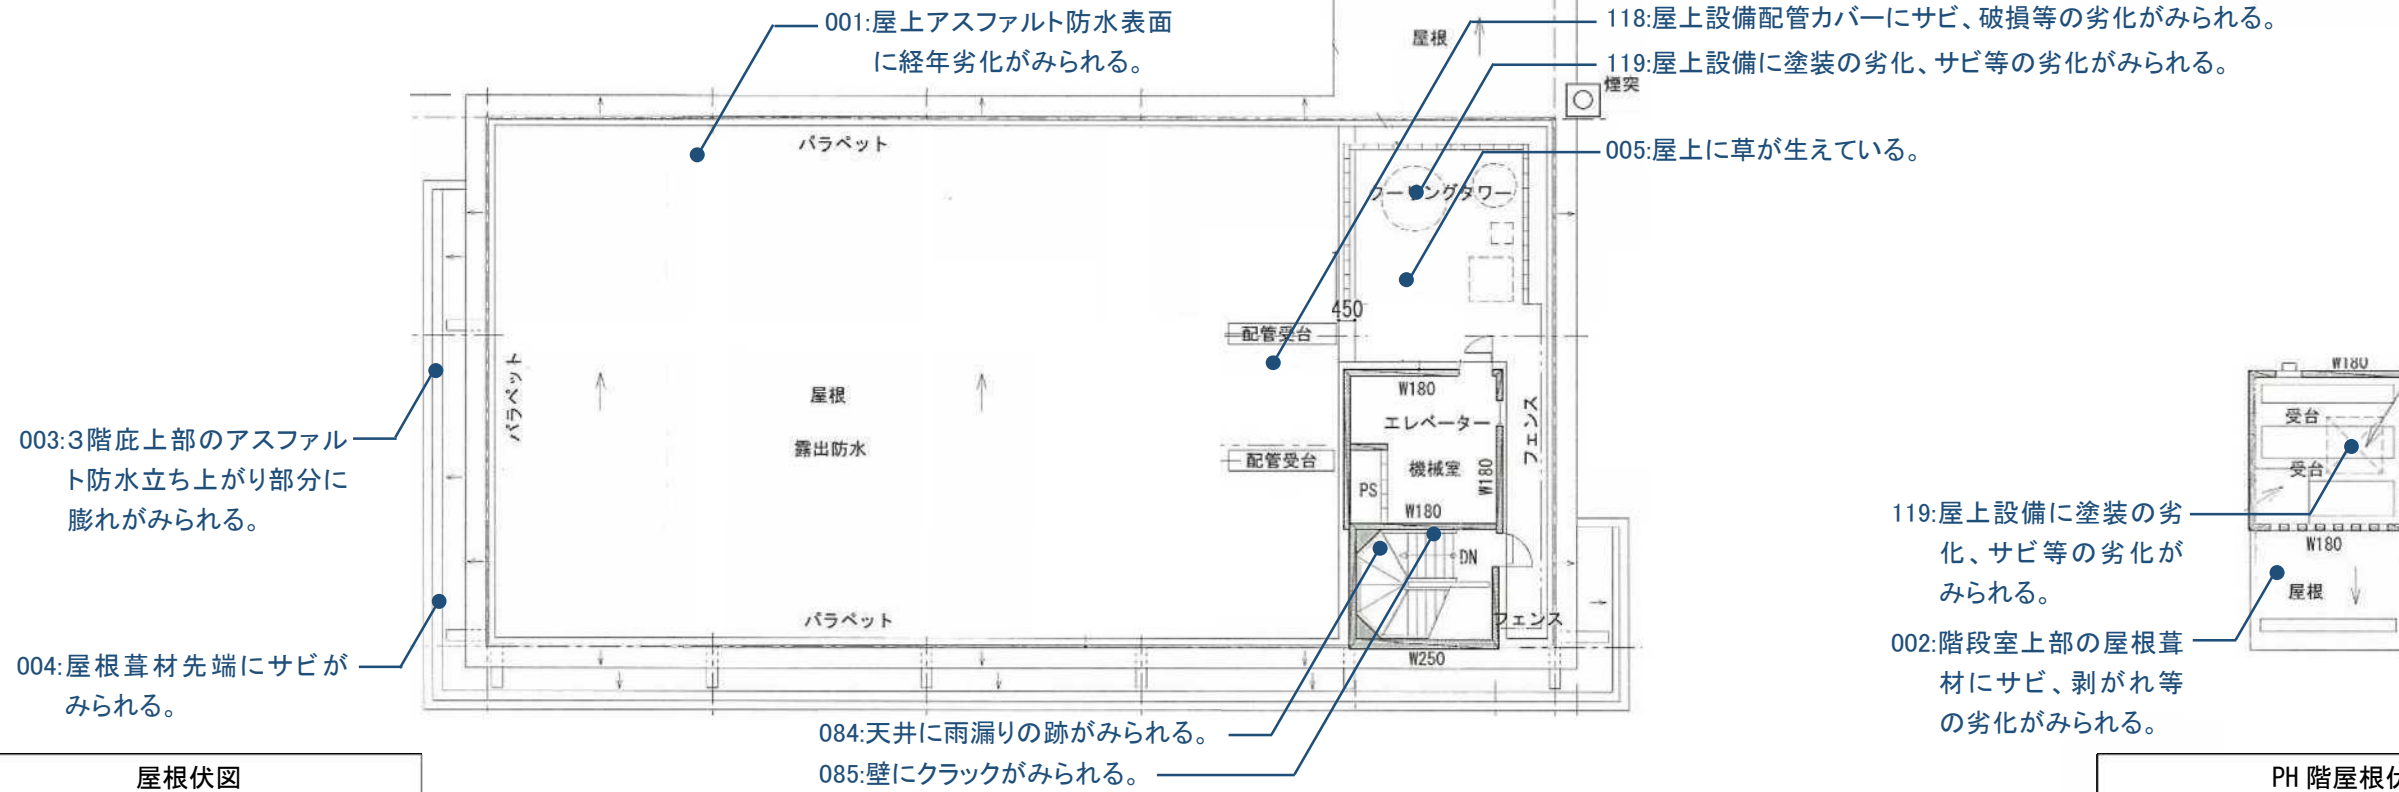 001:屋上アスファルト防水表面
に経年劣化がみられる。
118:屋上設備配管カバーにサビ、破損等の劣化がみられる。
屋根
119:屋上設備に塗装の劣化、サビ等の劣化がみられる。
煙突
パラペット
005:屋上に草が生えている。
クーリングタワー
450
配管受台
パラペット
屋根
露出防水
配管受台
W180
エレベーター
機械室
W180
PS
W180
フェンス
DN
フェンス
パラペット
W250
003:3階庇上部のアスファル
ト防水立ち上がり部分に
膨れがみられる。
004:屋根葺材先端にサビが
みられる。
084:天井に雨漏りの跡がみられる。
085:壁にクラックがみられる。
W180
受台
受台
W180
屋根
119:屋上設備に塗装の劣
化、サビ等の劣化が
みられる。
002:階段室上部の屋根葺
材にサビ、剥がれ等
の劣化がみられる。
屋根伏図
PH 階屋根伏